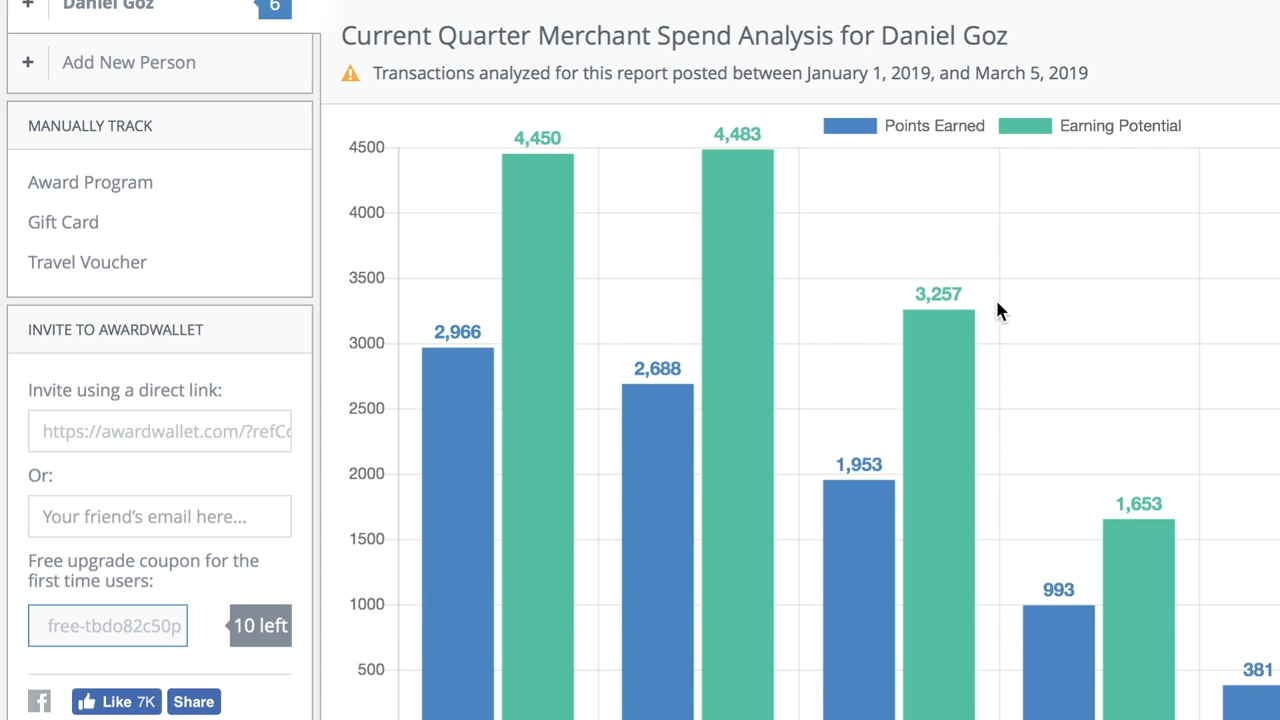 Daniel Goz
6
+
Add New Person
MANUALLY TRACK
Award Program
Gift Card
Travel Voucher
INVITE TO AWARDWALLET
Invite using a direct link:
https://awardwallet.com/?refCo
Or:
Your friend's email here...
Free upgrade coupon for the
first time users:
free-tbdo82c50p
10 left
Like 7K
Share
Current Quarter Merchant Spend Analysis for Daniel Goz
Transactions analyzed for this report posted between January 1, 2019, and March 5, 2019
Points Earned
Earning Potential
4500
4000
3500
3000
2500
2000
1500
1000
500
2,966
4,450
2,688
4,483
1,953
3,257
993
1,653
381